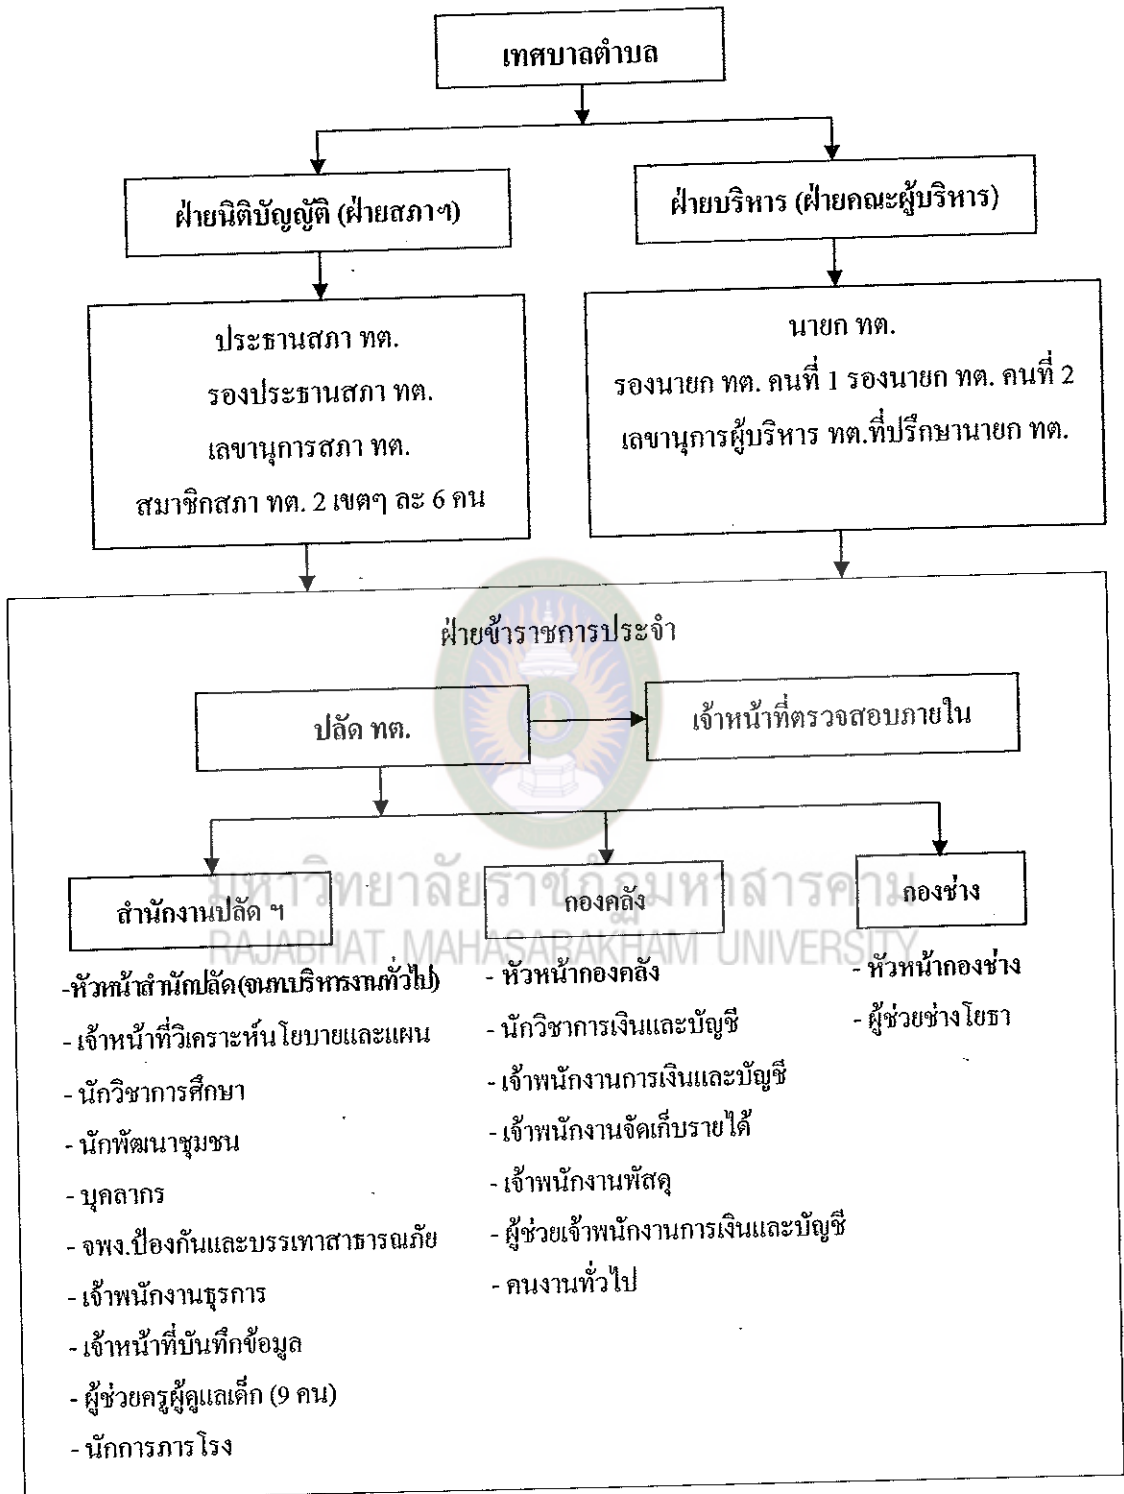 เทศบาลตำบล
ฝ่ายนิติบัญญัติ (ฝ่ายสภาฯ)
ฝ่ายบริหาร (ฝ่ายคณะผู้บริหาร)
ประธานสภา ทต.
รองประธานสภา ทต.
เลขานุการสภา ทต.
สมาชิกสภา ทต. 2 เขตๆ ละ 6 คน
นายก ทต.
รองนายก ทต. คนที่ 1 รองนายก ทต. คนที่ 2
เลขานุการผู้บริหาร ทต.ที่ปรึกษานายก ทต.
ฝ่ายข้าราชการประจำ
ปลัด ทต.
เจ้าหน้าที่ตรวจสอบภายใน
มหาวิทยาลัยราชภัฏมหาสารคาม
RAJABHAT MAHASARAKHAM UNIVERSITY
สำนักงานปลัด ฯ
-หัวหน้าสำนักปลัด (จนท.บริหารงานทั่วไป)
- เจ้าหน้าที่วิเคราะห์นโยบายและแผน
- นักวิชาการศึกษา
- นักพัฒนาชุมชน
- บุคลากร
- จพง.ป้องกันและบรรเทาสาธารณภัย
- เจ้าพนักงานธุรการ
- เจ้าหน้าที่บันทึกข้อมูล
- ผู้ช่วยครูผู้ดูแลเด็ก (9 คน)
- นักการภารโรง
กองคลัง
- หัวหน้ากองคลัง
- นักวิชาการเงินและบัญชี
- เจ้าพนักงานการเงินและบัญชี
- เจ้าพนักงานจัดเก็บรายได้
- เจ้าพนักงานพัสดุ
- ผู้ช่วยเจ้าพนักงานการเงินและบัญชี
- คนงานทั่วไป
กองช่าง
- หัวหน้ากองช่าง
- ผู้ช่วยช่างโยธา